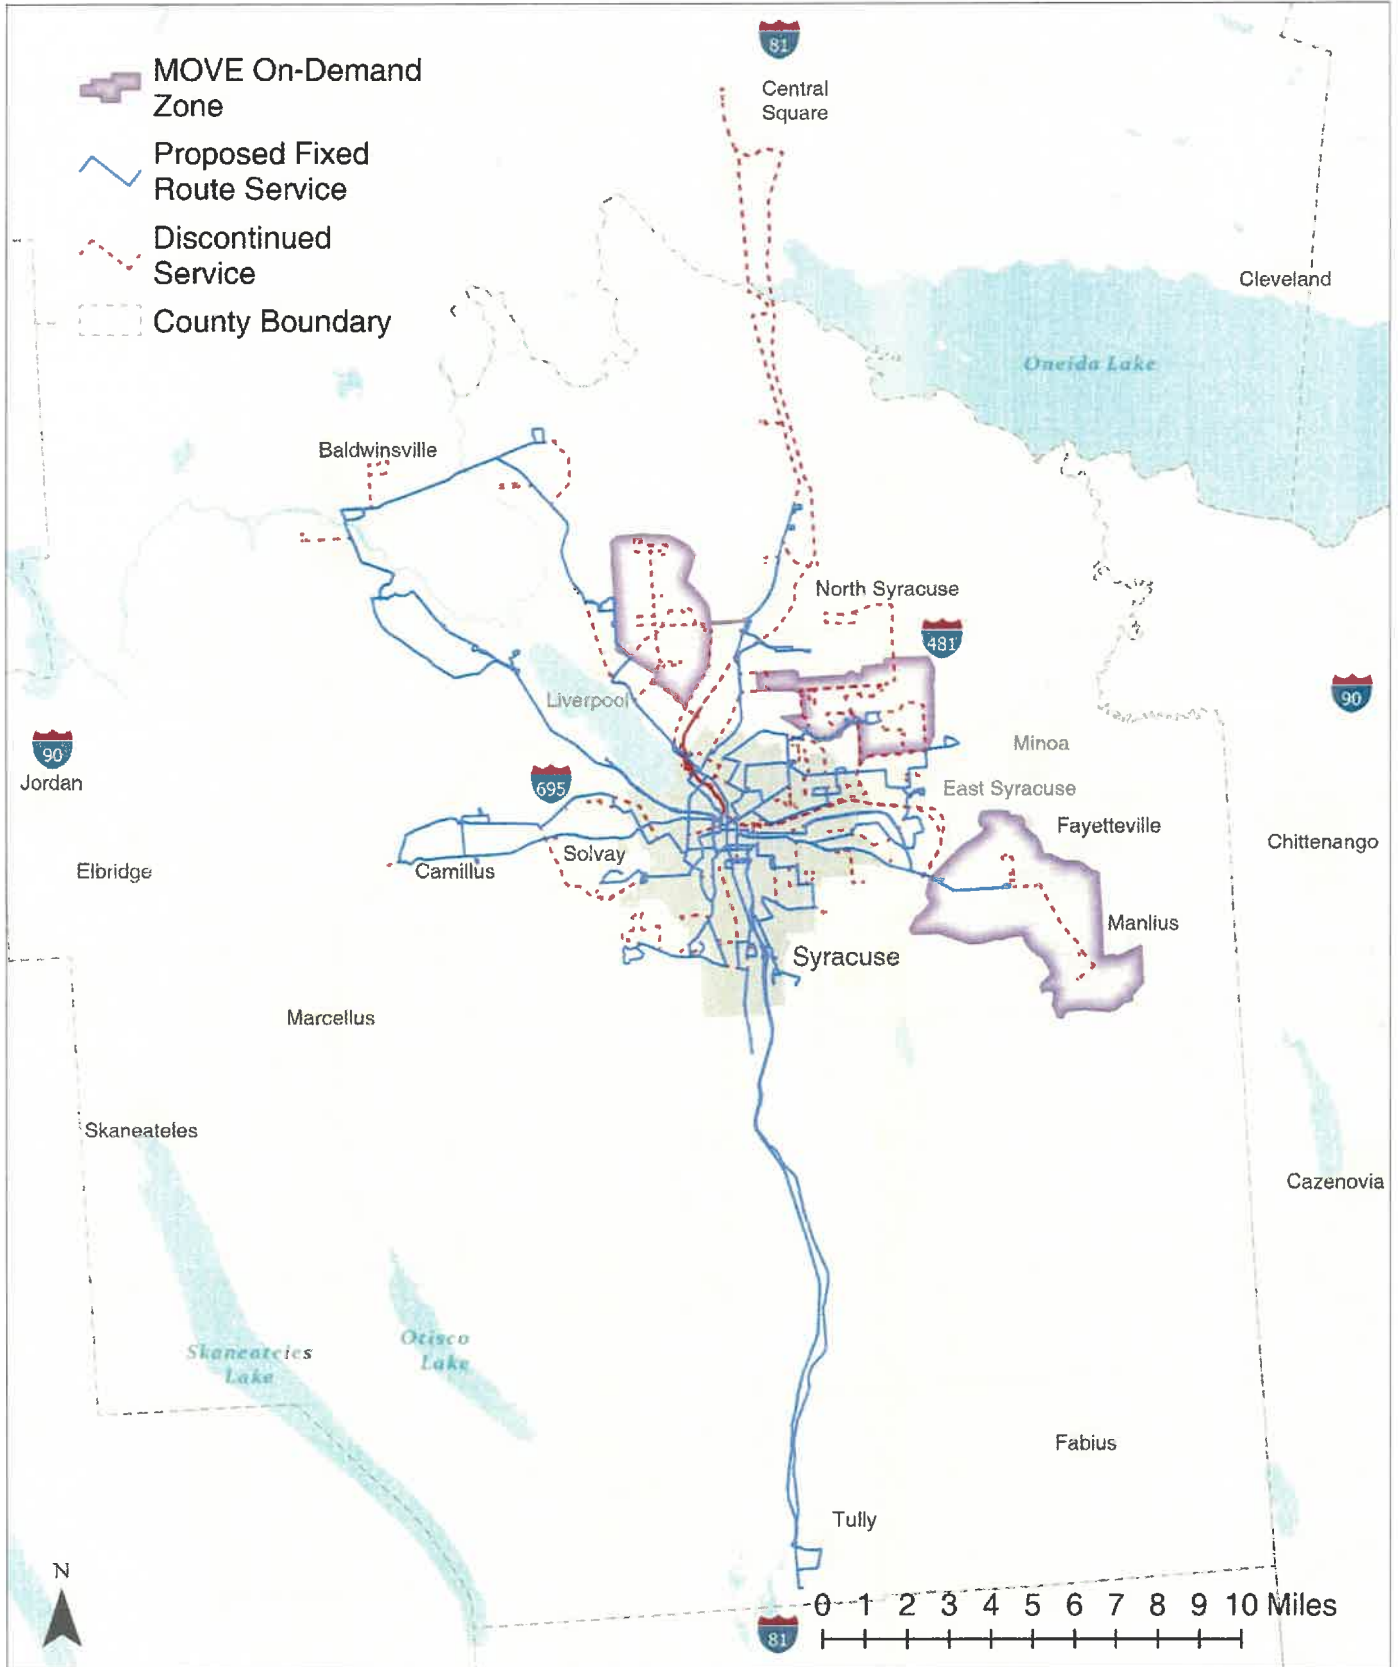 MOVE On-Demand
Zone
Proposed Fixed
Route Service
Discontinued
Service
County Boundary
81
Central
Square
Cleveland
Oneida Lake
Baldwinsville
North Syracuse
481
90
Liverpool
Minoa
90
Jordan
695
East Syracuse
Fayetteville
Chittenango
Solvay
Elbridge
Camillus
Manlius
Syracuse
Marcellus
Skaneateles
Cazenovia
Otisco
Lake
Skaneateles
Lake
Fabius
Tully
N
0 1 2 3 4 5 6 7 8 9 10 Miles
81